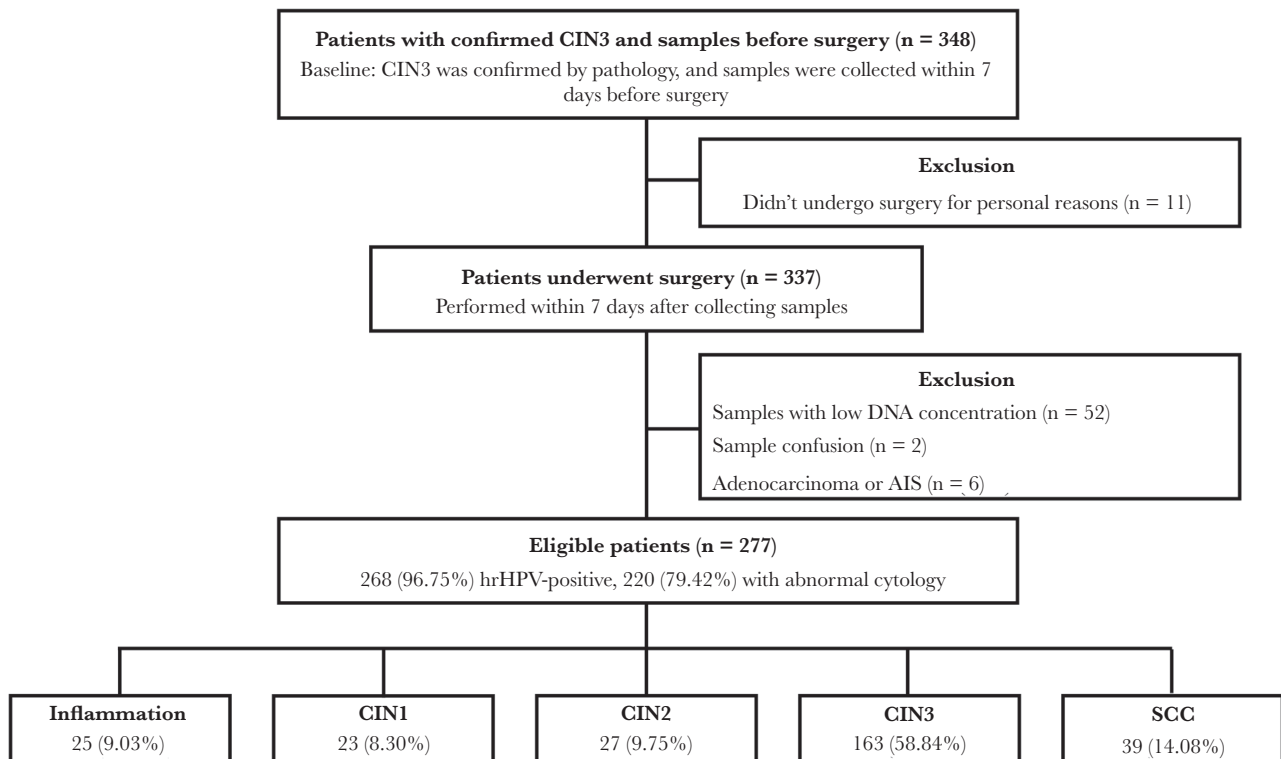 Patients with confirmed CIN3 and samples before surgery (n = 348)
Baseline: CIN3 was confirmed by pathology, and samples were collected within 7
days before surgery
Exclusion
Didn't undergo surgery for personal reasons (n = 11)
Patients underwent surgery (n = 337)
Performed within 7 days after collecting samples
Exclusion
Samples with low DNA concentration (n = 52)
Sample confusion (n = 2)
Adenocarcinoma or AIS (n = 6)
Eligible patients (n = 277)
268 (96.75%) hrHPV-positive, 220 (79.42%) with abnormal cytology
Inflammation
25 (9.03%)
CIN1
23 (8.30%)
CIN2
27 (9.75%)
CIN3
163 (58.84%)
SCC
39 (14.08%)